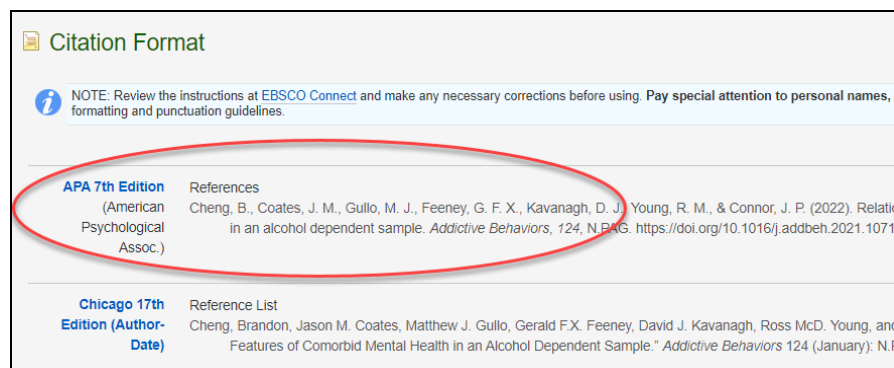 Citation Format
NOTE: Review the instructions at EBSCO Connect and make any necessary corrections before using. Pay special attention to personal names,
formatting and punctuation guidelines.
APA 7th Edition
(American
Psychological
Assoc.)
References
Cheng, B., Coates, J. M., Gullo, M. J., Feeney, G. F. X., Kavanagh, D. J., Young, R. M., & Connor, J. P. (2022).
in an alcohol dependent sample. Addictive Behaviors, 124, N.PAG. https://doi.org/10.1016/j.addbeh.2021.1071
Chicago 17th
Edition (Author-
Date)
Reference List
Cheng, Brandon, Jason M. Coates, Matthew J. Gullo, Gerald F.X. Feeney, David J. Kavanagh, Ross McD. Young, and
Features of Comorbid Mental Health in an Alcohol Dependent Sample.” Addictive Behaviors 124 (January):